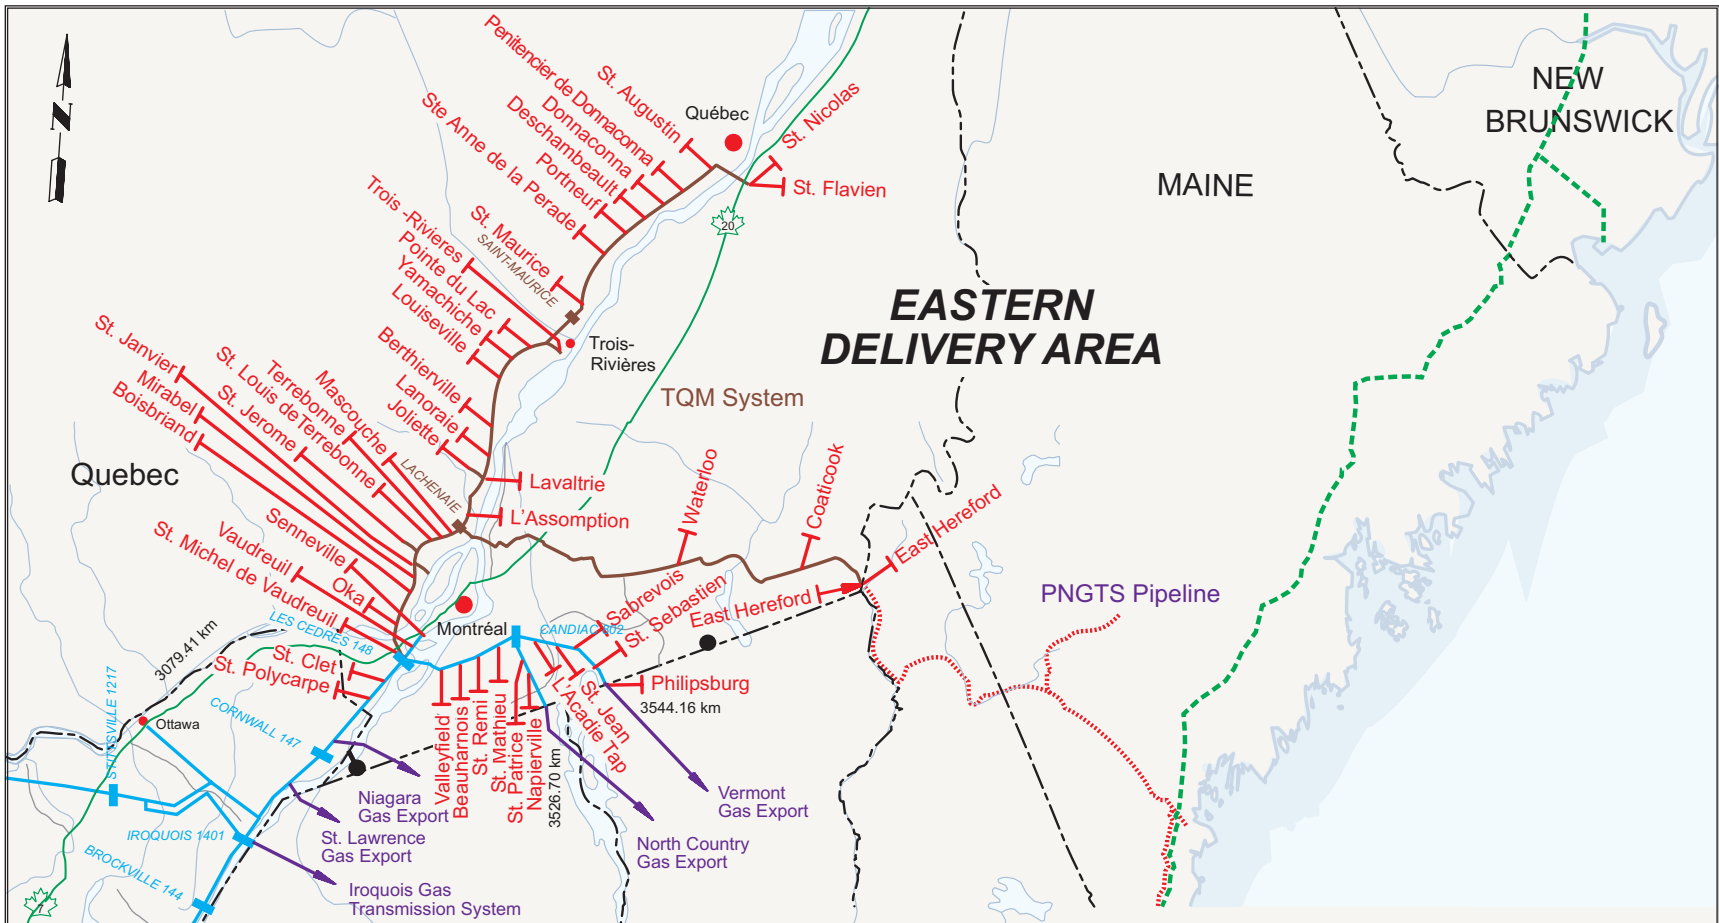 NEW
BRUNSWICK
MAINE
Québec
St. Nicolas
St. Flavien
St. Augustin
Penitencier de Donnaconna
Donnaconna
Deschambeault
Portneuf
Ste Anne de la Perade
St. Maurice
SAINT-MAURICE
Trois -Rivieres
Pointe du Lac
Yamachiche
Louiseville
Trois-
Rivières
20
EASTERN
DELIVERY AREA
TQM System
Berthierville
Lanoraie
Joliette
Mascouche
Terrebonne
St. Louis de Terrebonne
St. Jerome
St. Janvier
Mirabel
Boisbriand
LACHENAIE
Quebec
Lavaltrie
L'Assomption
Waterloo
Coaticook
East Hereford
East Hereford
PNGTS Pipeline
Senneville
Vaudreuil
St. Michel de Vaudreuil
Oka
LES CEDRES 148
Montréal
CANDIAC 802
Sabrevois
St. Sebastien
Philipsburg
3544.16 km
3079.41 km
St. Clet
St. Polycarpe
CORNWALL 147
STITTSVILLE 1217
Ottawa
Valleyfield
Beauharnois
St. Remi
St. Mathieu
St. Patrice
Napierville
3526.70 km
L'Acadie Tap
St. Jean
Niagara
Gas Export
St. Lawrence
Gas Export
Iroquois Gas
Transmission System
North Country
Gas Export
Vermont
Gas Export
IROQUOIS 1401
BROCKVILLE 144
N